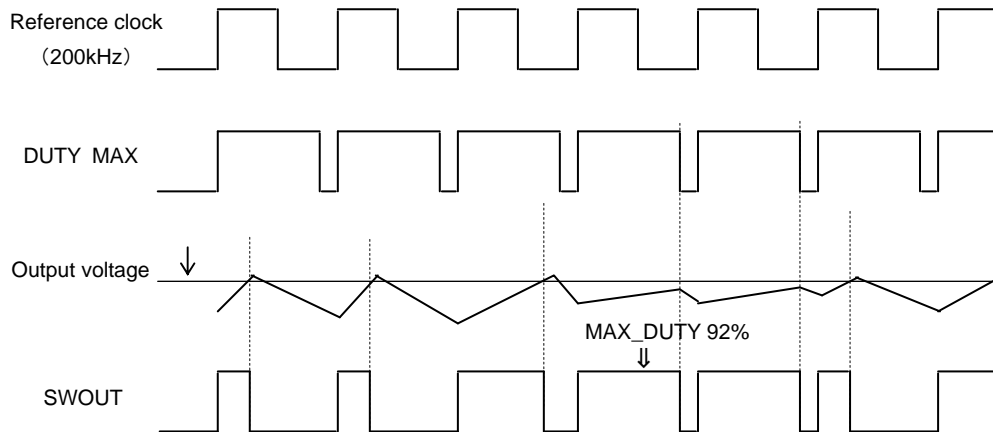 Reference clock
（200kHz）
DUTY MAX
Output voltage
MAX_DUTY 92%
SWOUT